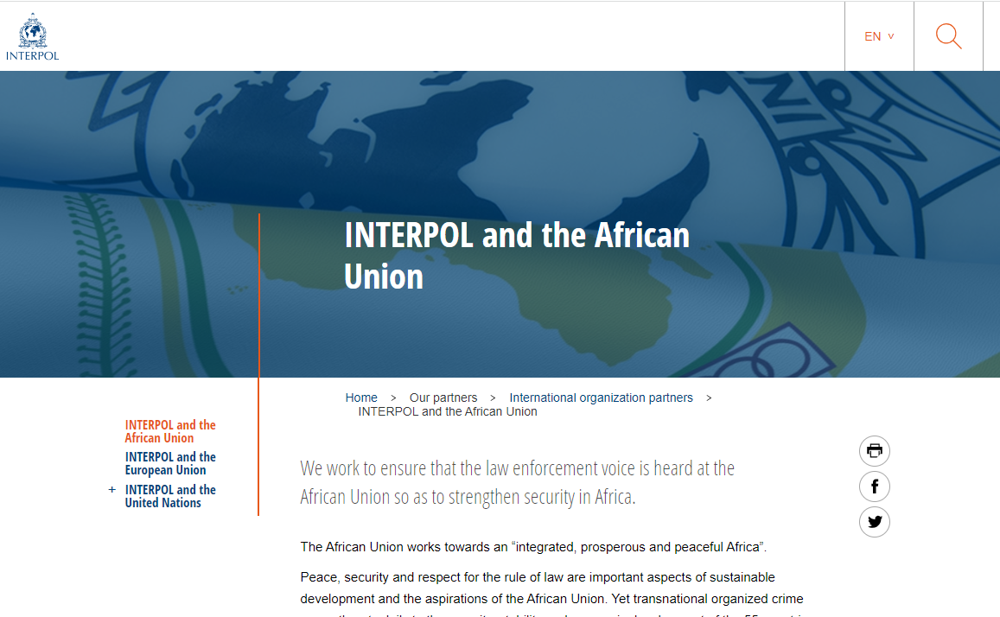 INTERPOL
EN
INTERPOL and the African
Union
Home > Our partners > International organization partners >
INTERPOL and the African Union
INTERPOL and the
African Union
INTERPOL and the
European Union
+ INTERPOL and the
United Nations
We work to ensure that the law enforcement voice is heard at the
African Union so as to strengthen security in Africa.
The African Union works towards an “integrated, prosperous and peaceful Africa”.
Peace, security and respect for the rule of law are important aspects of sustainable
development and the aspirations of the African Union. Yet transnational organized crime